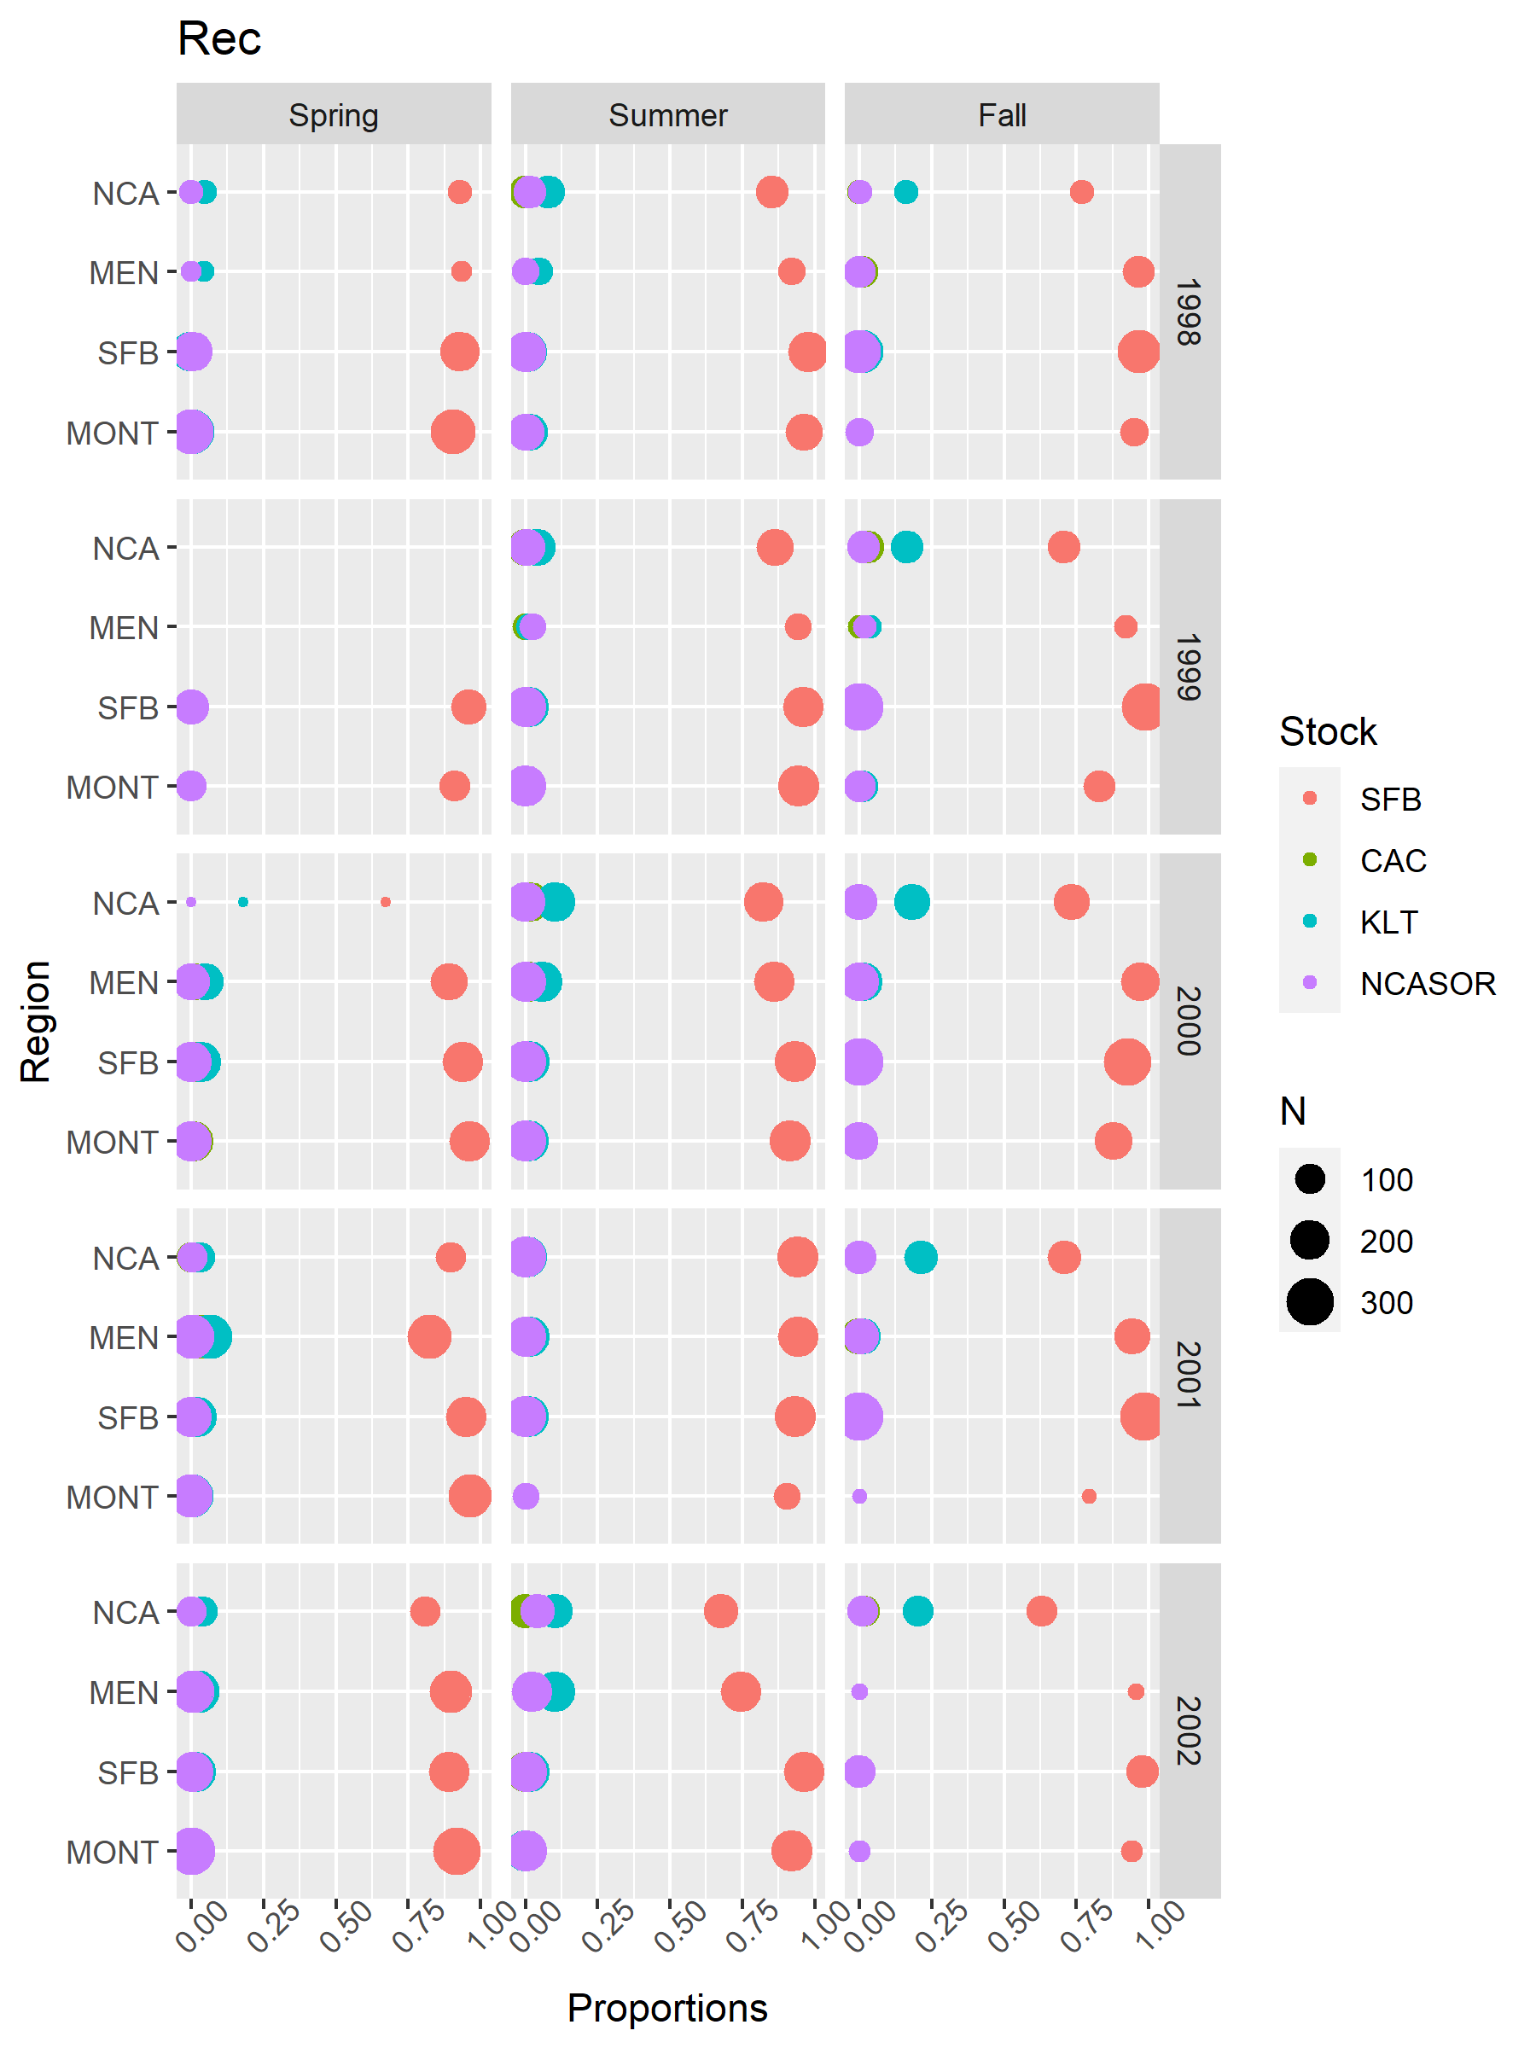 Rec
Spring Summer Fall
NCA
MEN
SFB
MONT
1998
NCA
MEN
SFB
MONT
1999
NCA
MEN
SFB
MONT
2000
NCA
MEN
SFB
MONT
2001
NCA
MEN
SFB
MONT
2002
Region
0.00 0.25 0.50 0.75 1.00 0.00 0.25 0.50 0.75 1.00 0.00 0.25 0.50 0.75 1.00
Proportions
Stock
SFB
CAC
KLT
NCASOR
N
100
200
300